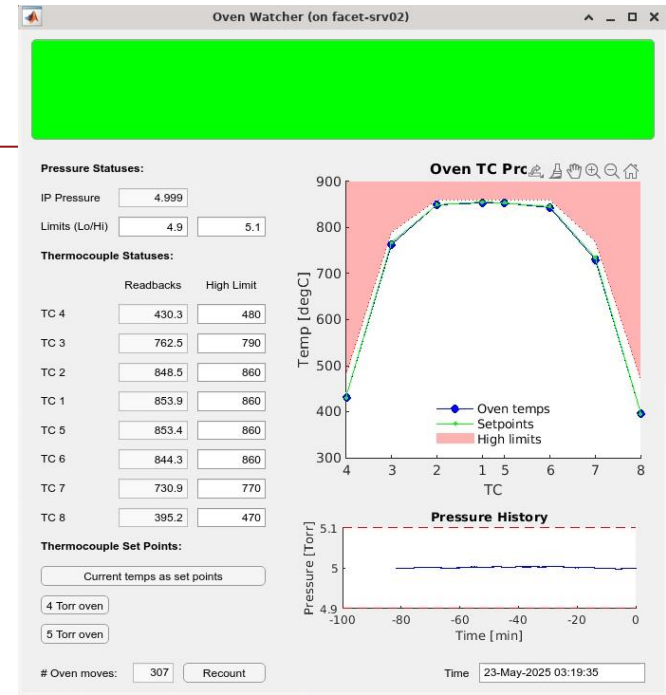 Oven Watcher (on facet-srv02)
Pressure Statuses:
IP Pressure 4.999
Limits (Lo/Hi) 4.9 5.1
Thermocouple Statuses:
Readbacks High Limit
TC 4 430.3 480
TC 3 762.5 790
TC 2 848.5 860
TC 1 853.9 860
TC 5 853.4 860
TC 6 844.3 860
TC 7 730.9 770
TC 8 395.2 470
Thermocouple Set Points:
Current temps as set points
4 Torr oven
5 Torr oven
# Oven moves: 307 Recount
Oven TC Prc
Temp [degC]
900
800
700
600
500
400
300
Oven temps
Setpoints
High limits
4 3 2 1 5 6 7 8
TC
Pressure History
Pressure [Torr]
5.1
5
4.9
-100 -80 -60 -40 -20 0
Time [min]
Time 23-May-2025 03:19:35